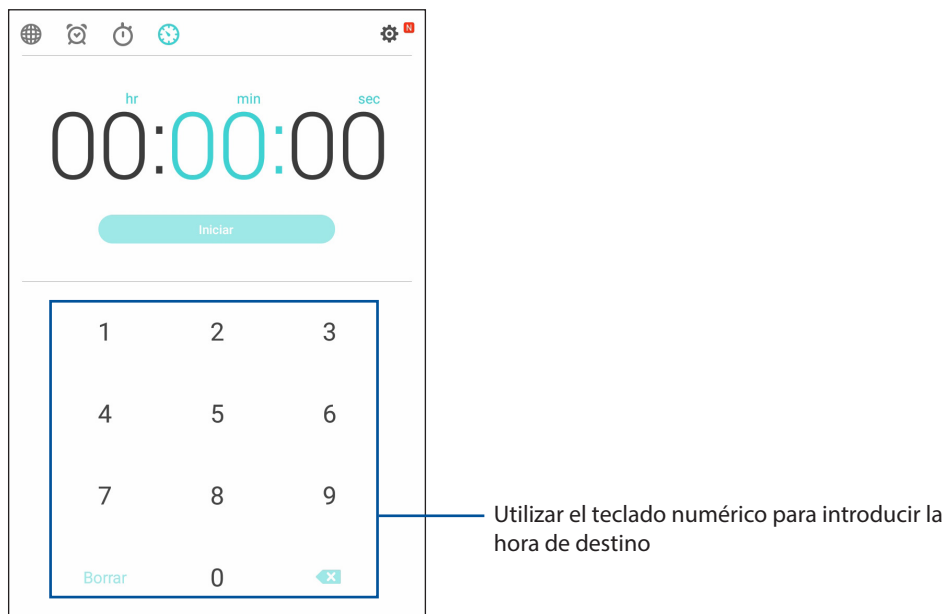 N
hr min sec
00:00:00
Iniciar
1 2 3
4 5 6
7 8 9
Borrar 0
Utilizar el teclado numérico para introducir la
hora de destino